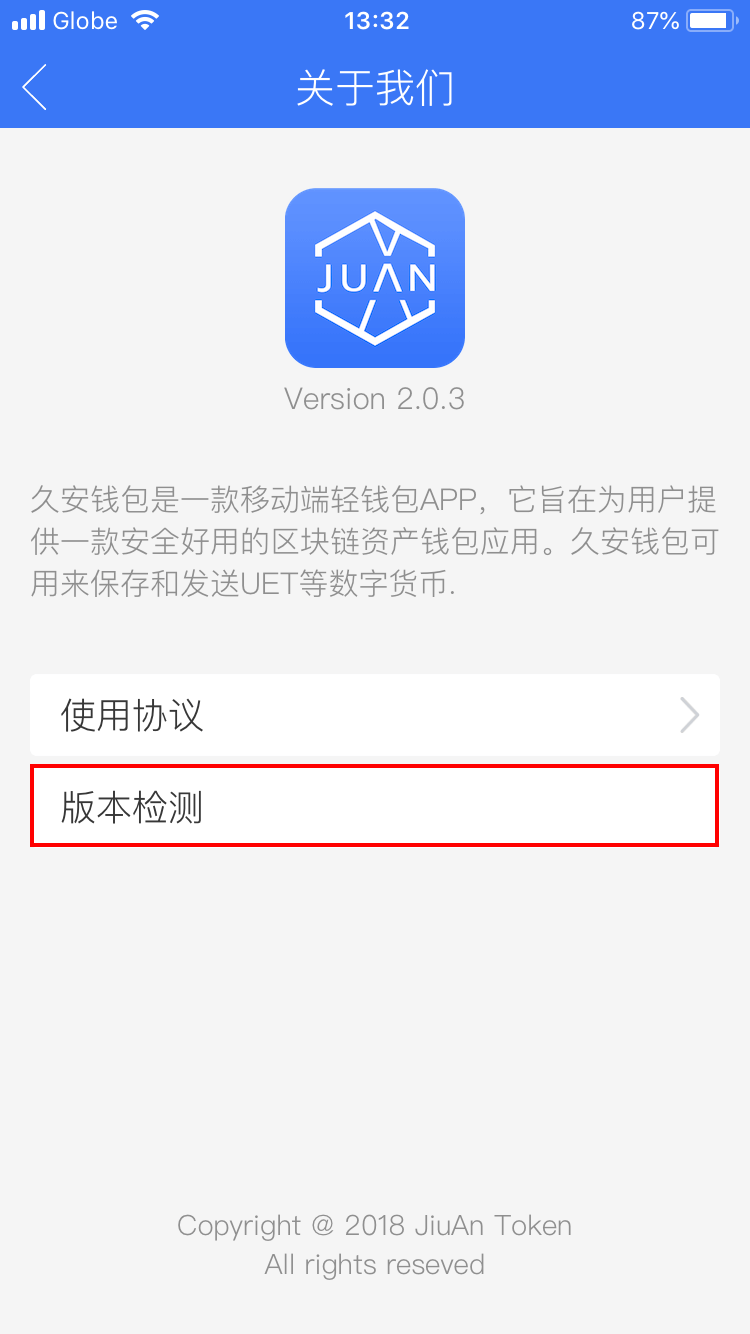 Globe 13:32 87%
关于我们
JUAN
Version 2.0.3
久安钱包是一款移动端轻钱包APP，它旨在为用户提
供一款安全好用的区块链资产钱包应用。久安钱包可
用来保存和发送UET等数字货币.
使用协议
版本检测
Copyright @ 2018 JiuAn Token
All rights reseved